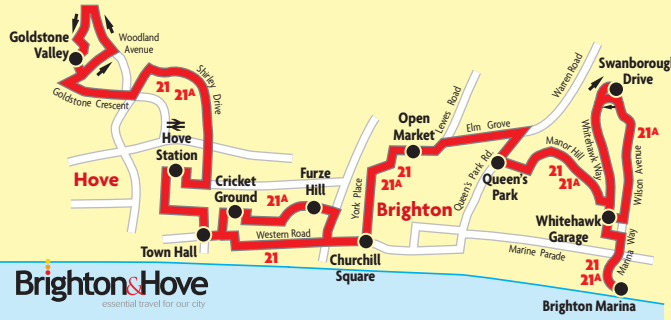 Goldstone
Valley
Woodland
Avenue
Goldstone Crescent
21
21A
Shirley Drive
Hove
Station
Hove
Cricket
Ground
21A
Furze
Hill
Western Road
21
Town Hall
York Place
21
21A
Open
Market
Lewes Road
Elm Grove
Warren Road
Brighton
Queen's Park Rd.
Queen's
Park
Manor Hill
21
21A
Swanborough
Drive
Whitehawk Way
21A
Wilson Avenue
Whitehawk
Garage
Churchill
Square
Marine Parade
21
21A
Marina Way
Brighton Marina
Brighton&Hove
essential travel for our city